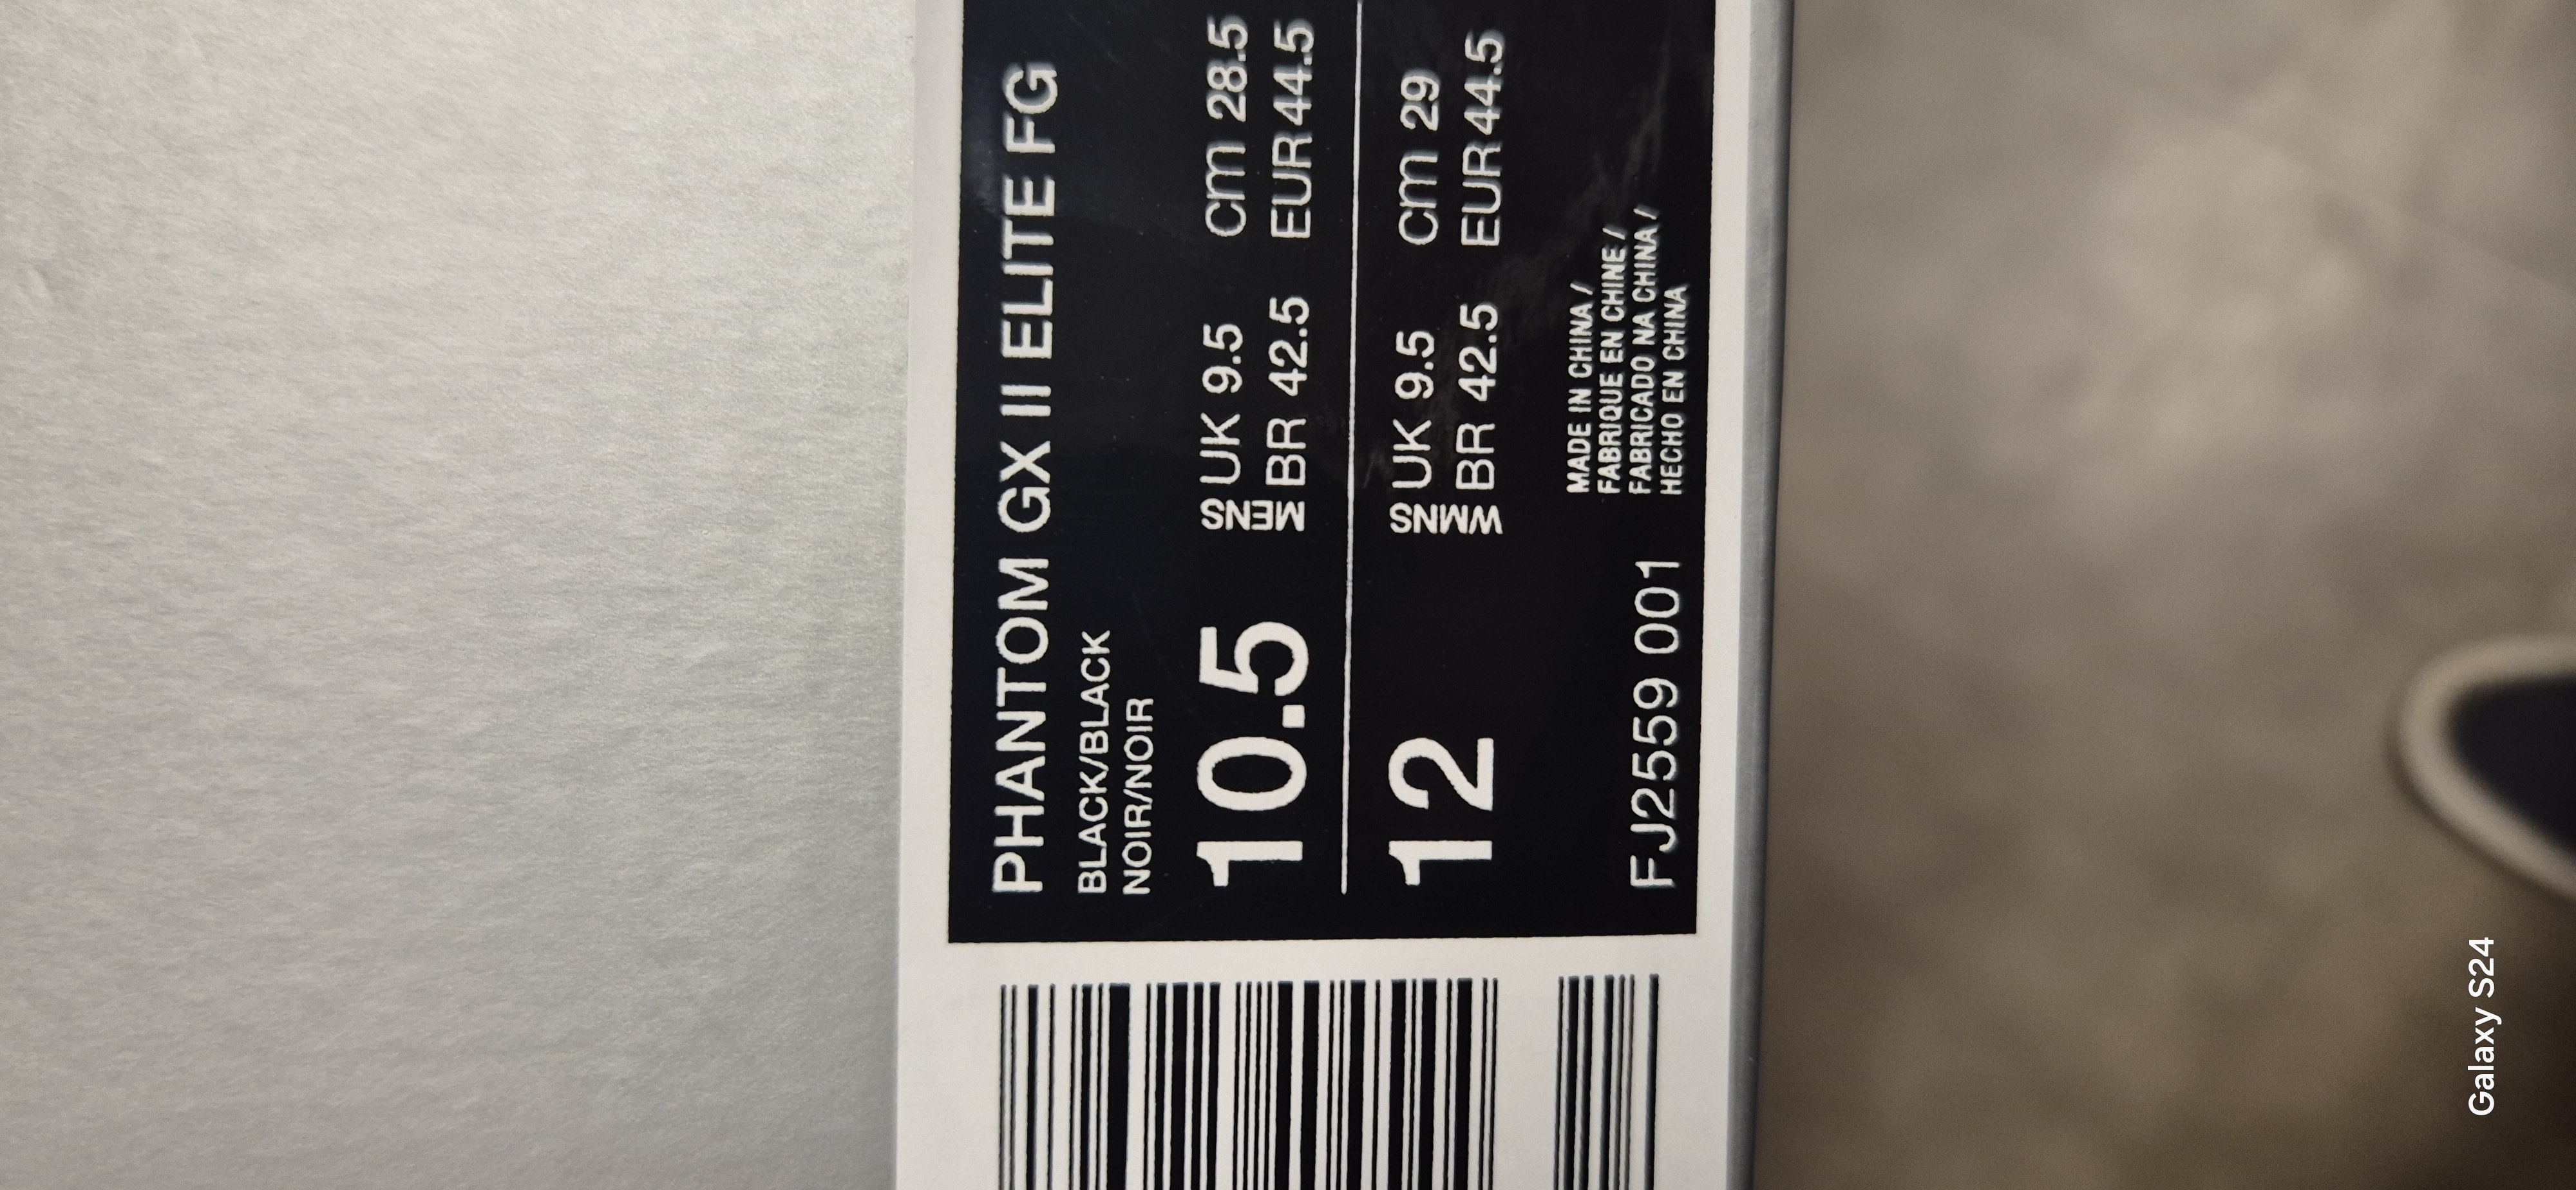 PHANTOM GX II ELITE FG
BLACK/BLACK
NOIR/NOIR
10.5 MENS UK 9.5 cm 28.5
BR 42.5 EUR 44.5
12 WMNS UK 9.5 cm 29
BR 42.5 EUR 44.5
FJ2559 001
MADE IN CHINA /
FABRIQUE EN CHINE /
FABRICADO NA CHINA /
HECHO EN CHINA
Galaxy S24